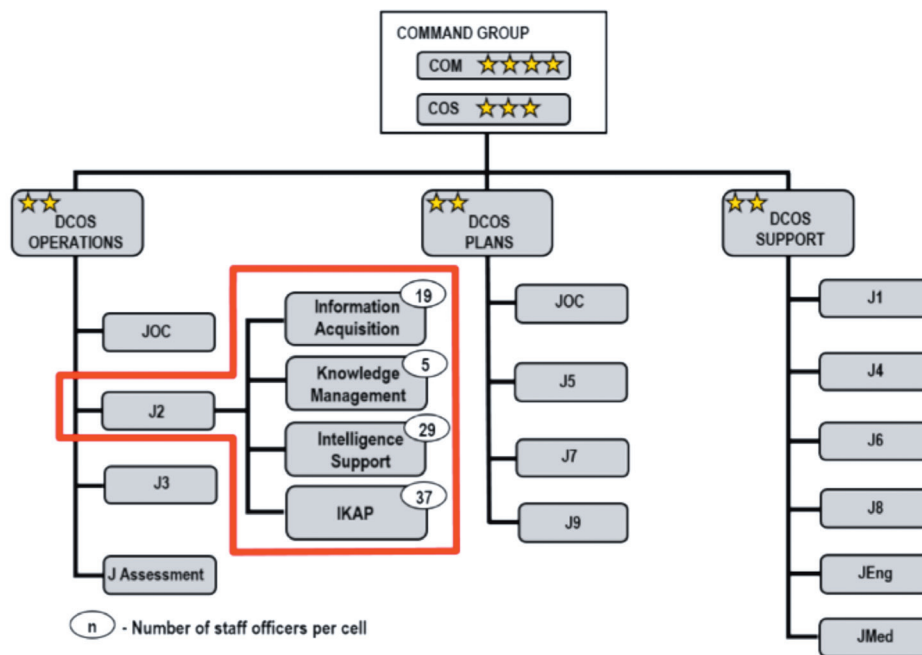 COMMAND GROUP
COM
COS
DCOS
OPERATIONS
DCOS
PLANS
DCOS
SUPPORT
JOC
J2
J3
J Assessment
Information
Acquisition
19
Knowledge
Management
5
Intelligence
Support
29
IKAP
37
JOC
J5
J7
J9
J1
J4
J6
J8
JEng
JMed
n - Number of staff officers per cell